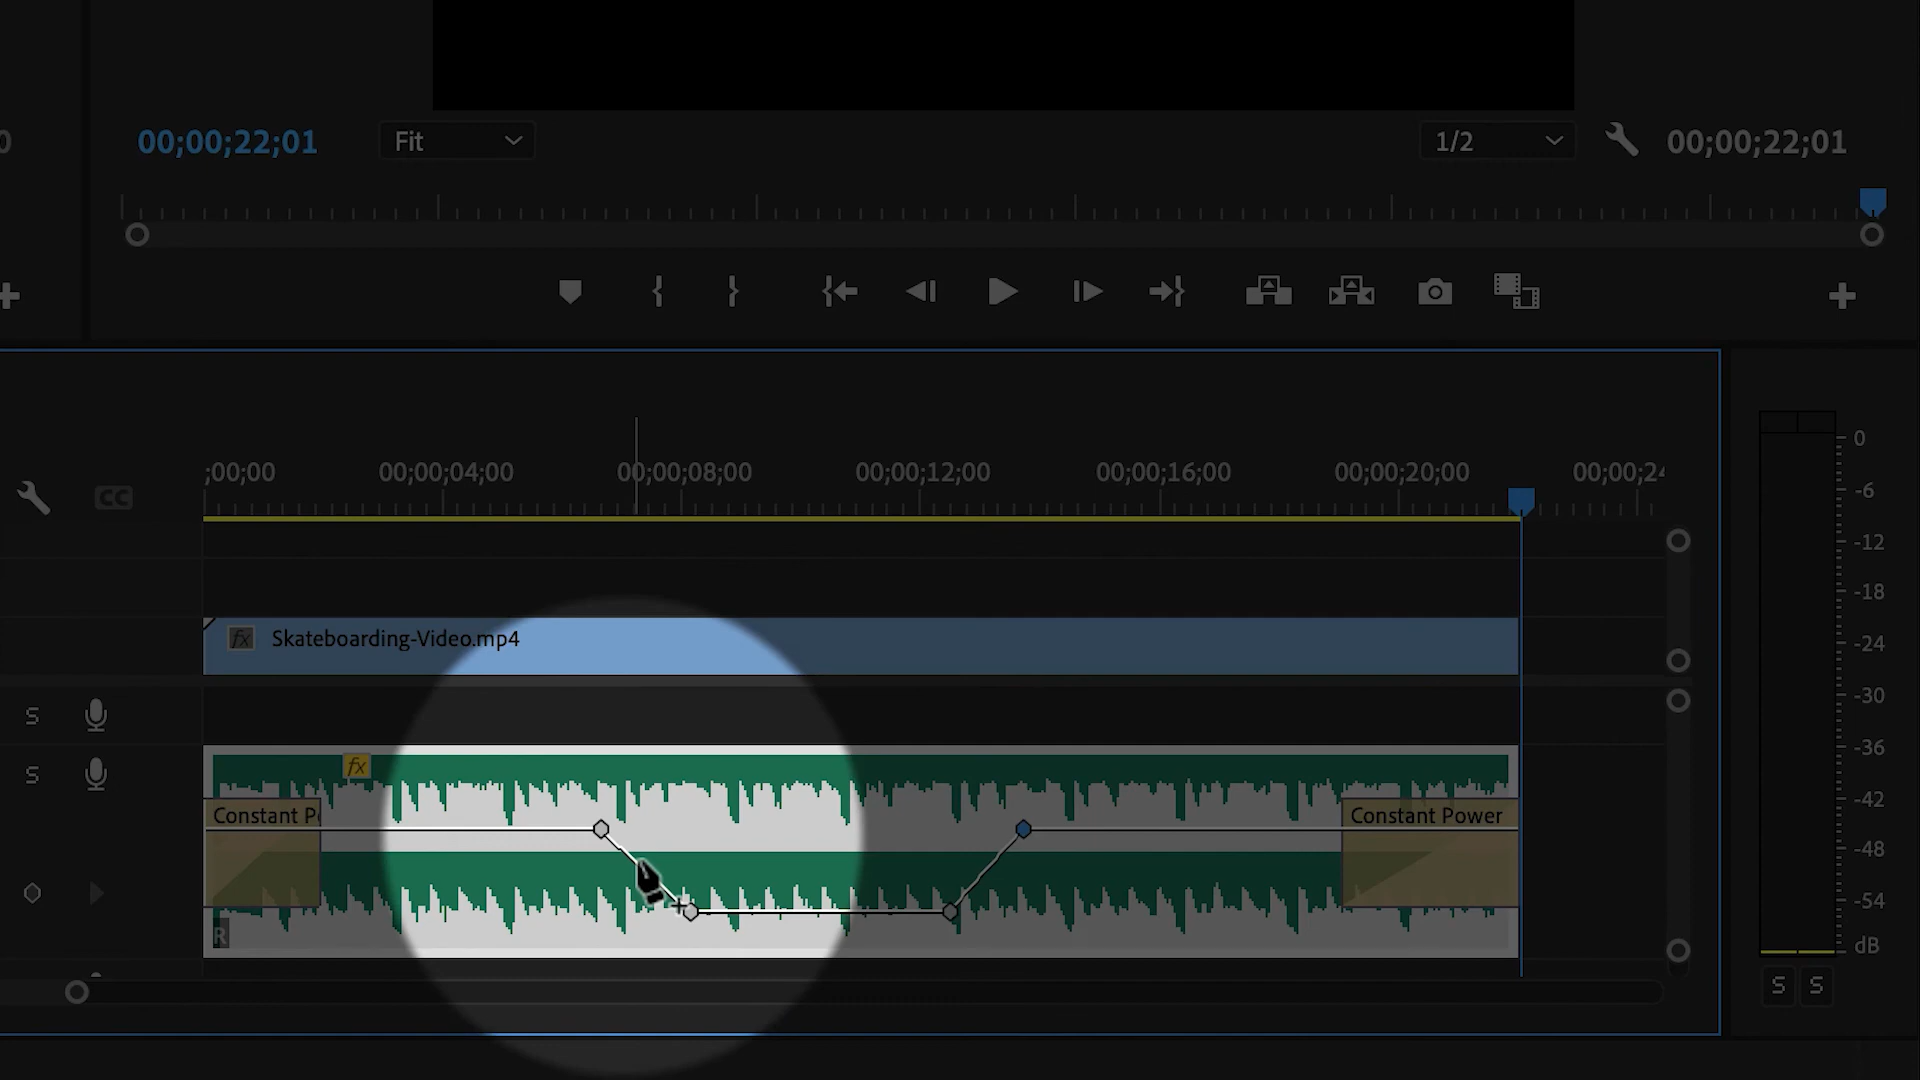 00;00;22;01 Fit 1/2 00;00;22;01
;00;00 00;00;04;00 00;00;08;00 00;00;12;00 00;00;16;00 00;00;20;00 00;00;24
CC
fx Skateboarding-Video.mp4
S
S
fx
Constant P
Constant Power
R
0
-6
-12
-18
-24
-30
-36
-42
-48
-54
dB
S S